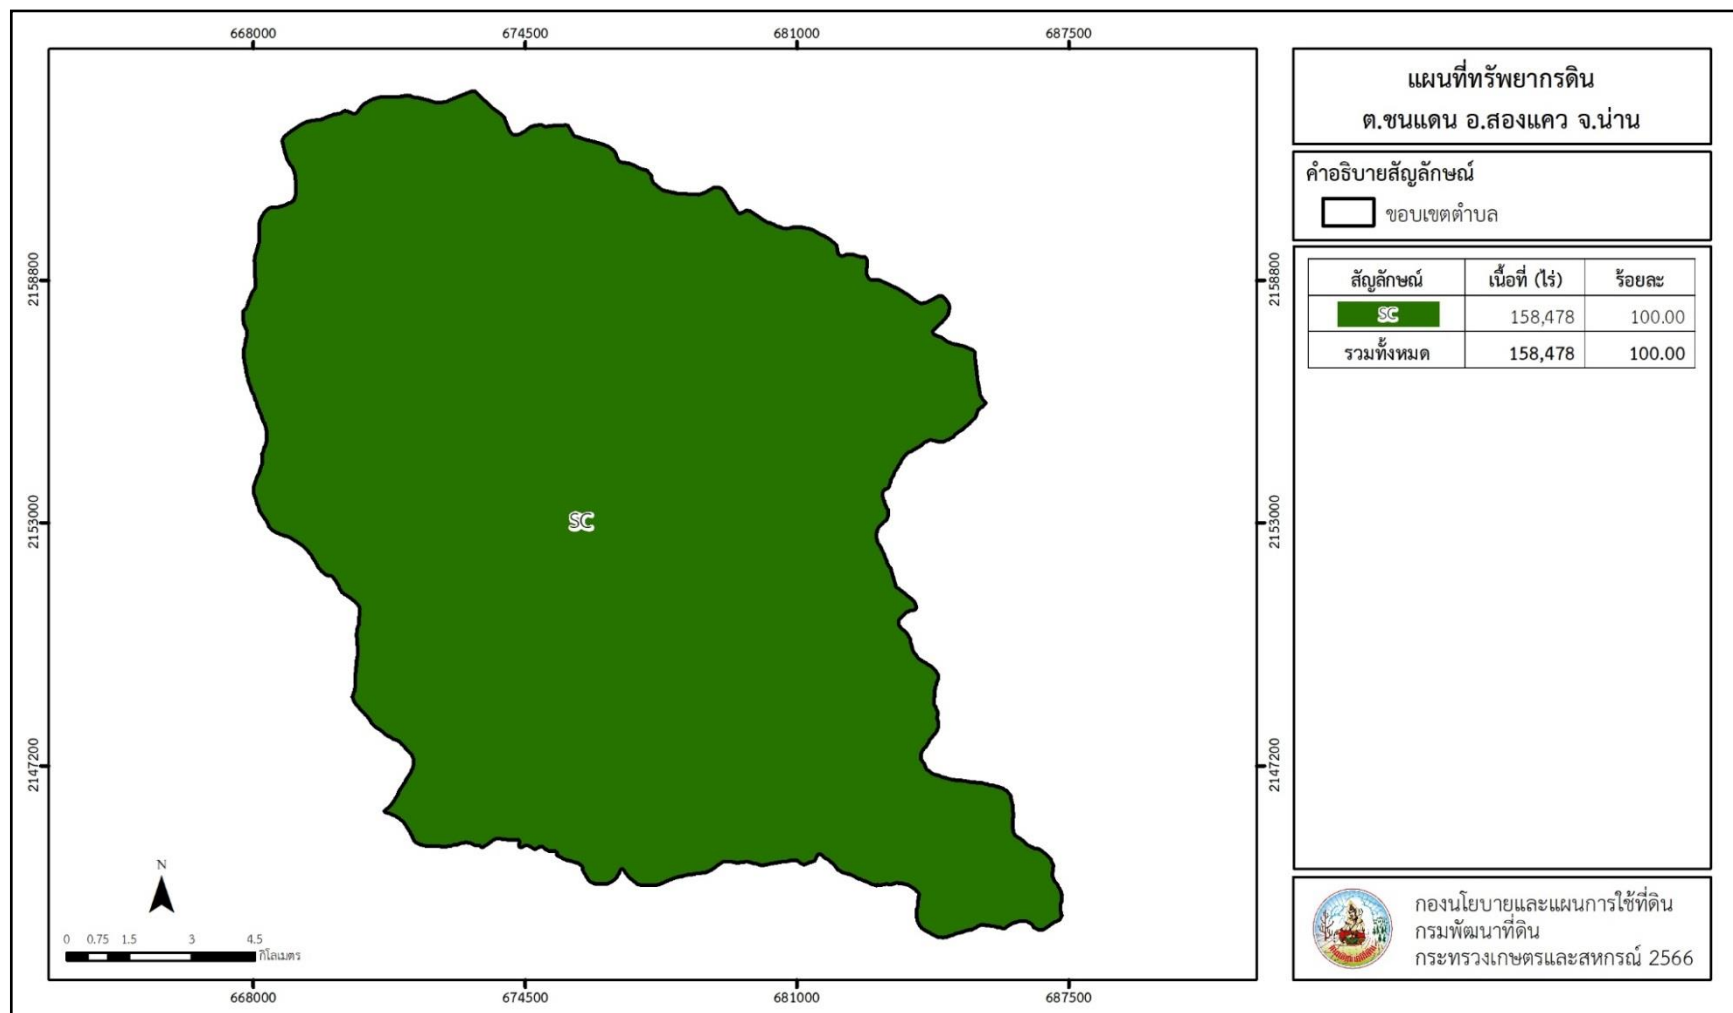 668000 674500 681000 687500
แผนที่ทรัพยากรดิน
ต.ชนแดน อ.สองแคว จ.น่าน
คำอธิบายสัญลักษณ์
ขอบเขตตำบล
สัญลักษณ์ เนื้อที่ (ไร่) ร้อยละ
SC 158,478 100.00
รวมทั้งหมด 158,478 100.00
2158800 2158800
SC
2153000 2153000
2147200 2147200
N
0 0.75 1.5 3 4.5
กิโลเมตร
668000 674500 681000 687500
กองนโยบายและแผนการใช้ที่ดิน
กรมพัฒนาที่ดิน
กระทรวงเกษตรและสหกรณ์ 2566